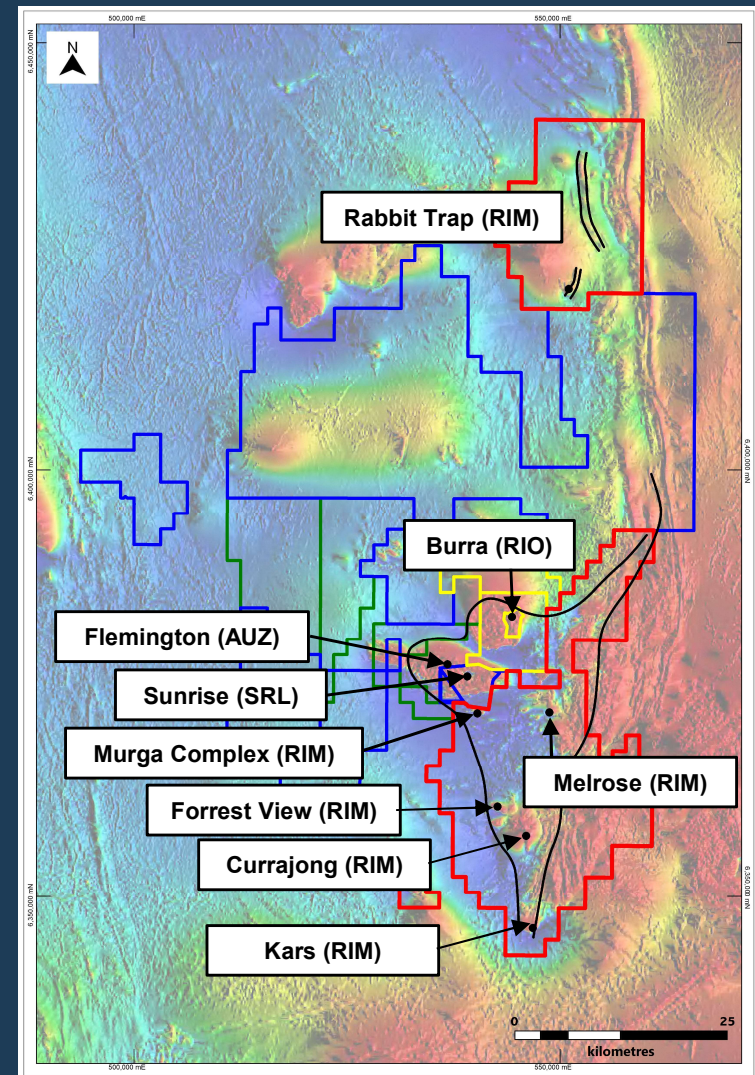 500,000 mE
550,000 mE
6,450,000 mN
N
Rabbit Trap (RIM)
6,400,000 mN
6,400,000 mN
Burra (RIO)
Flemington (AUZ)
Sunrise (SRL)
Murga Complex (RIM)
Melrose (RIM)
Forrest View (RIM)
Currajong (RIM)
6,350,000 mN
6,350,000 mN
Kars (RIM)
0
25
kilometres
500,000 mE
550,000 mE